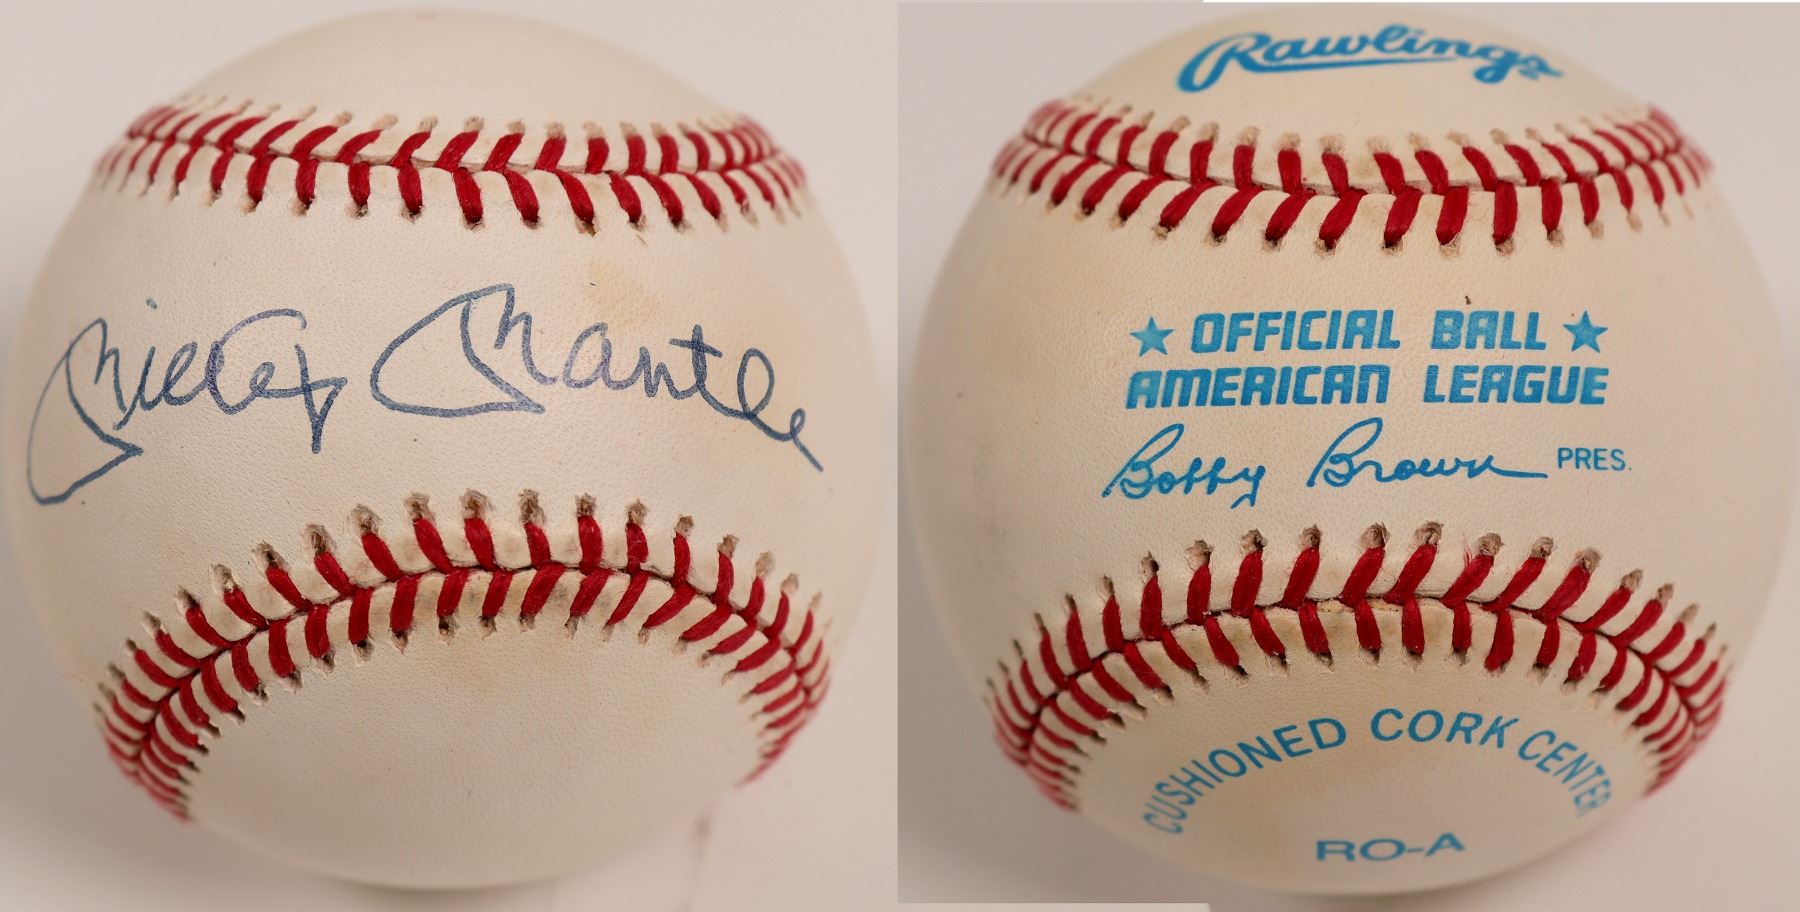 Mickey Mantle
Rawlings
OFFICIAL BALL
AMERICAN LEAGUE
Bobby Brown PRES.
CUSHIONED CORK CENTER
RO-A